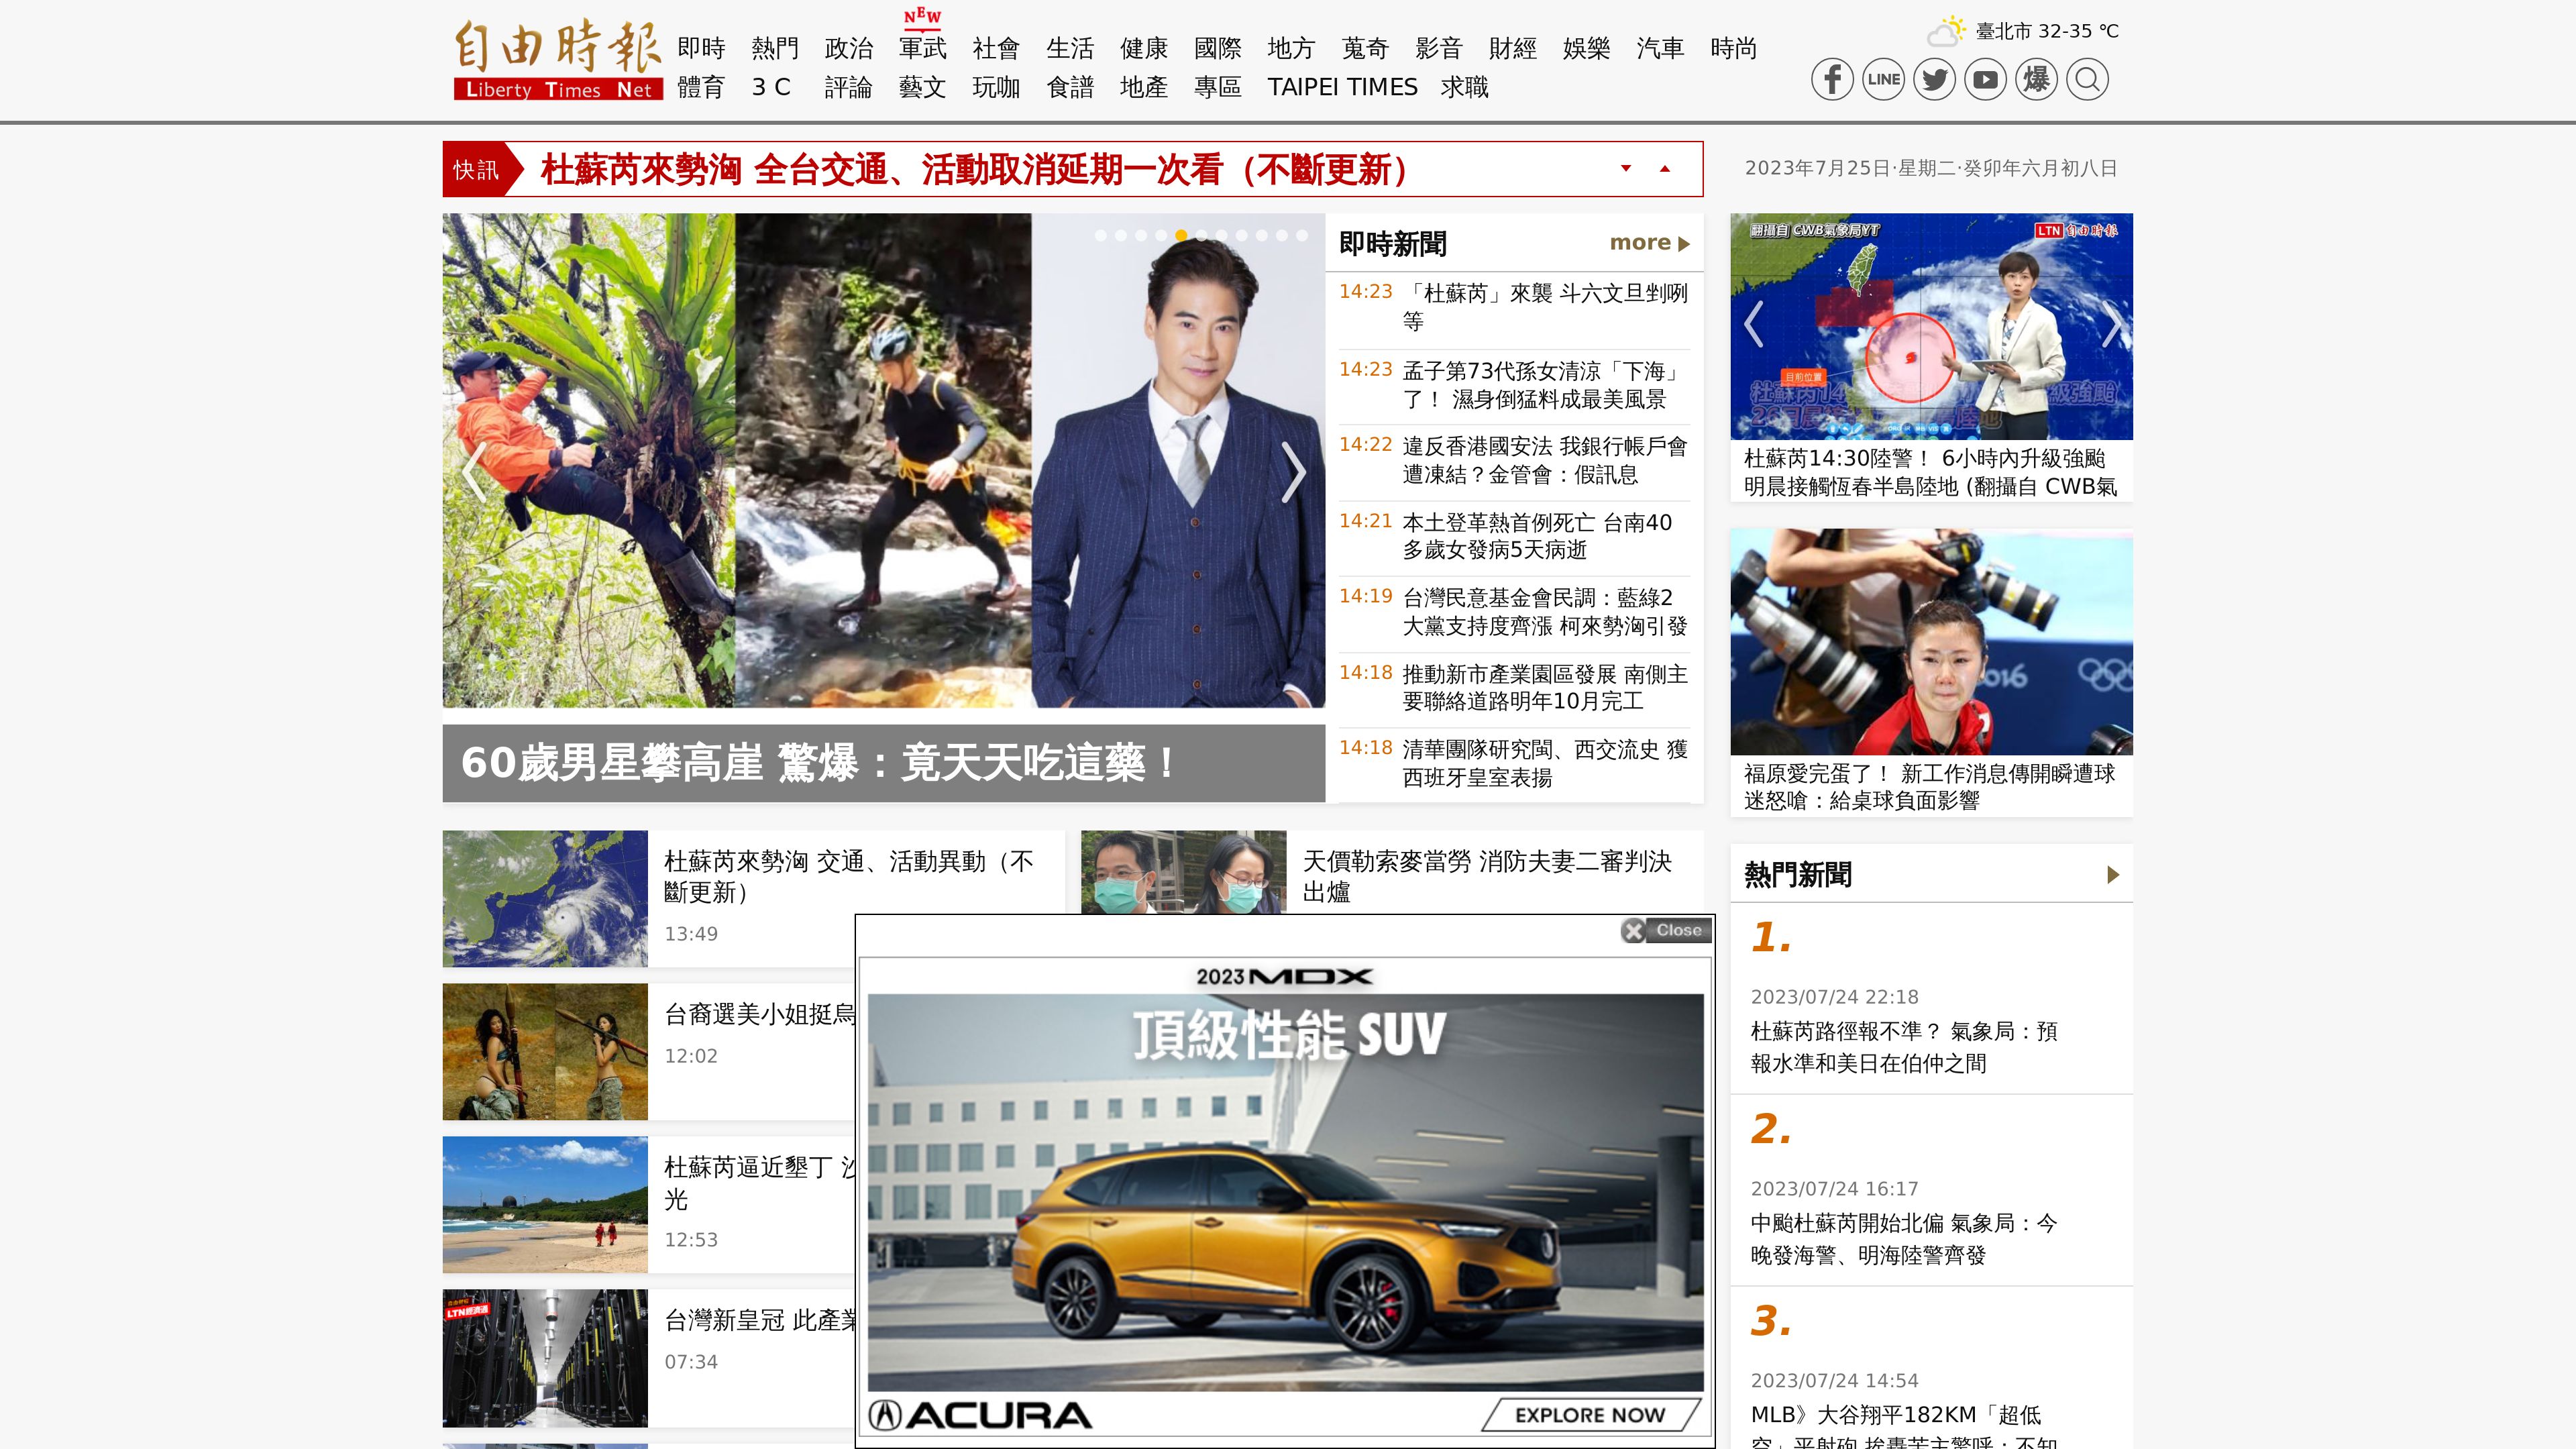 自由時報
Liberty Times Net
NEW
即時 熱門 政治 軍武 社會 生活 健康 國際 地方 蒐奇 影音 財經 娛樂 汽車 時尚
體育 3 C 評論 藝文 玩咖 食譜 地產 專區 TAIPEI TIMES 求職
臺北市 32-35 ℃
LINE 爆
快訊
杜蘇芮來勢洶 全台交通、活動取消延期一次看（不斷更新）
2023年7月25日·星期二·癸卯年六月初八日
60歲男星攀高崖 驚爆：竟天天吃這藥！
即時新聞 more
14:23 「杜蘇芮」來襲 斗六文旦剉咧
等
14:23 孟子第73代孫女清涼「下海」
了！ 濕身倒猛料成最美風景
14:22 違反香港國安法 我銀行帳戶會
遭凍結？金管會：假訊息
14:21 本土登革熱首例死亡 台南40
多歲女發病5天病逝
14:19 台灣民意基金會民調：藍綠2
大黨支持度齊漲 柯來勢洶引發
14:18 推動新市產業園區發展 南側主
要聯絡道路明年10月完工
14:18 清華團隊研究閩、西交流史 獲
西班牙皇室表揚
翻攝自 CWB氣象局YT
LTN 自由時報
目前位置
杜蘇芮14:30陸警！ 6小時內升級強颱
明晨接觸恆春半島陸地 (翻攝自 CWB氣
016
福原愛完蛋了！ 新工作消息傳開瞬遭球
迷怒嗆：給桌球負面影響
杜蘇芮來勢洶 交通、活動異動（不
斷更新）
13:49
天價勒索麥當勞 消防夫妻二審判決
出爐
台裔選美小姐挺烏
12:02
杜蘇芮逼近墾丁 沙
光
12:53
LTN經濟通
台灣新皇冠 此產業
07:34
Close
2023 MDX
頂級性能 SUV
ACURA
EXPLORE NOW
熱門新聞
1.
2023/07/24 22:18
杜蘇芮路徑報不準？ 氣象局：預
報水準和美日在伯仲之間
2.
2023/07/24 16:17
中颱杜蘇芮開始北偏 氣象局：今
晚發海警、明海陸警齊發
3.
2023/07/24 14:54
MLB》大谷翔平182KM「超低
空」平射砲 挨轟苦主驚呼：不知